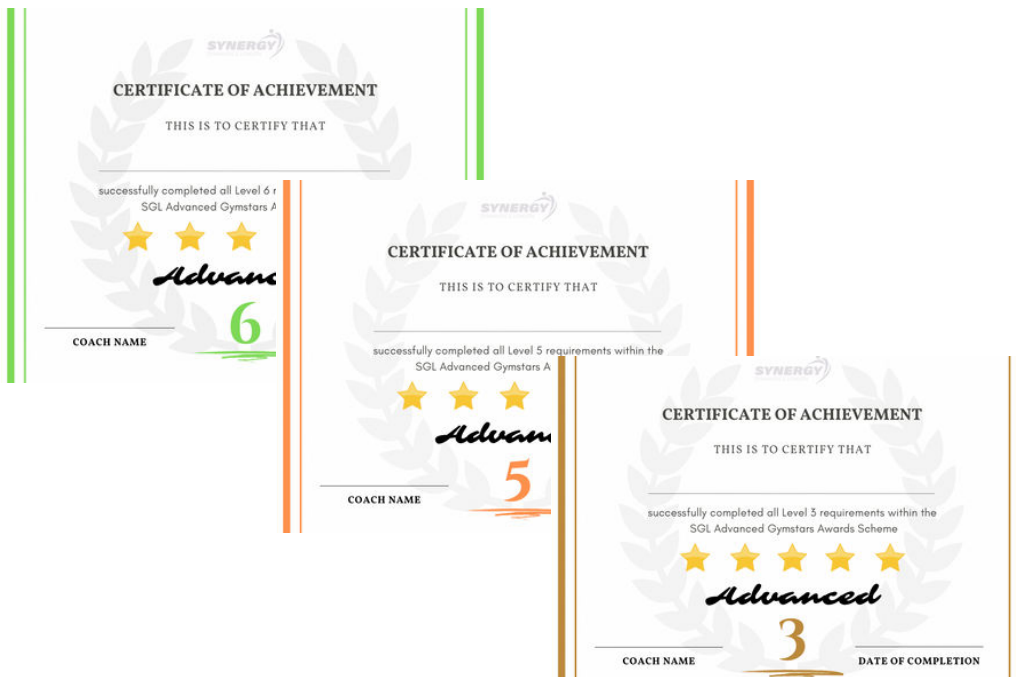 SYNERGY
CERTIFICATE OF ACHIEVEMENT
THIS IS TO CERTIFY THAT
successfully completed all Level 6 r
SGL Advanced Gymstars A
Advanc
6
COACH NAME
SYNERGY
CERTIFICATE OF ACHIEVEMENT
THIS IS TO CERTIFY THAT
successfully completed all Level 5 requirements within the
SGL Advanced Gymstars A
Advan
5
COACH NAME
SYNERGY
CERTIFICATE OF ACHIEVEMENT
THIS IS TO CERTIFY THAT
successfully completed all Level 3 requirements within the
SGL Advanced Gymstars Awards Scheme
Advanced
3
COACH NAME
DATE OF COMPLETION